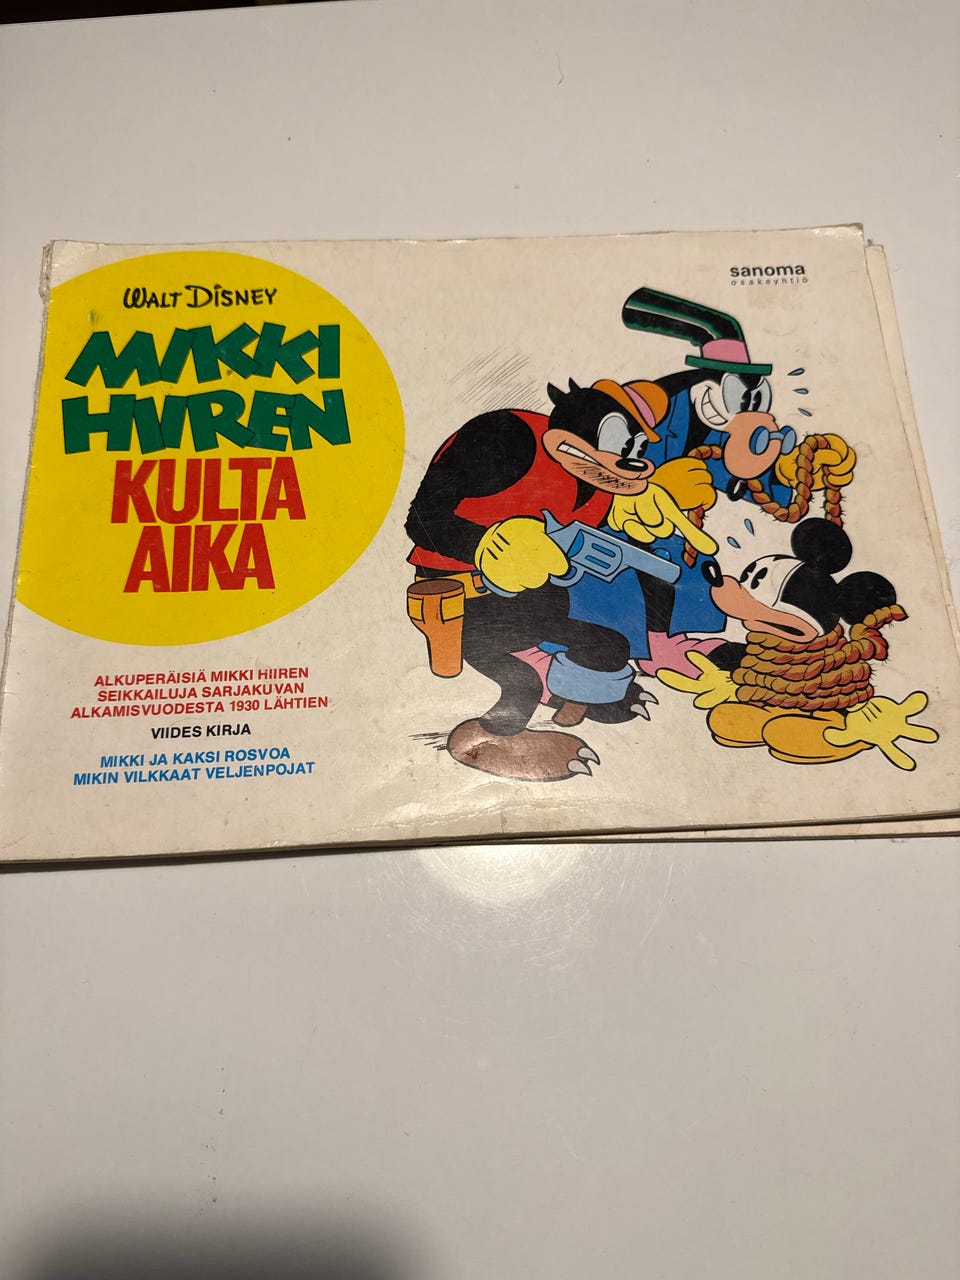 WALT DISNEY
MIKKI
HIIREN
KULTA
AIKA
sanoma
osakeyhtiö
ALKUPERÄISIÄ MIKKI HIIREN
SEIKKAILUJA SARJAKUVAN
ALKAMISVUODESTA 1930 LÄHTIEN
VIIDES KIRJA
MIKKI JA KAKSI ROSVOA
MIKIN VILKKAAT VELJENPOJAT